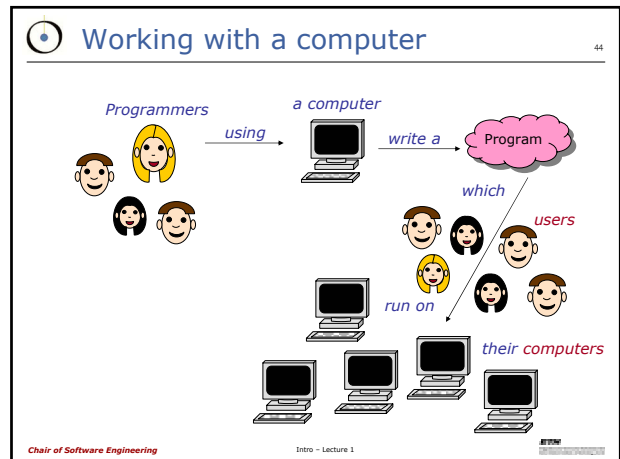 Working with a computer
44
Programmers
using
a computer
write a
Program
which
users
run on
their computers
Chair of Software Engineering
Intro – Lecture 1